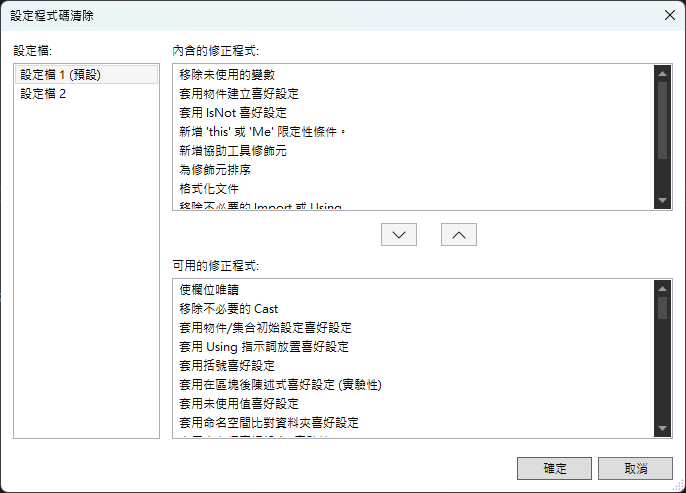 設定程式碼清除
設定檔:
設定檔 1 (預設)
設定檔 2
內含的修正程式:
移除未使用的變數
套用物件建立喜好設定
套用 IsNot 喜好設定
新增 'this' 或 'Me' 限定性條件。
新增協助工具修飾元
為修飾元排序
格式化文件
移除不必要的 Import 或 Using
可用的修正程式:
使欄位唯讀
移除不必要的 Cast
套用物件/集合初始設定喜好設定
套用 Using 指示詞放置喜好設定
套用括號喜好設定
套用在區塊後陳述式喜好設定 (實驗性)
套用未使用值喜好設定
套用命名空間比對資料夾喜好設定
確定
取消